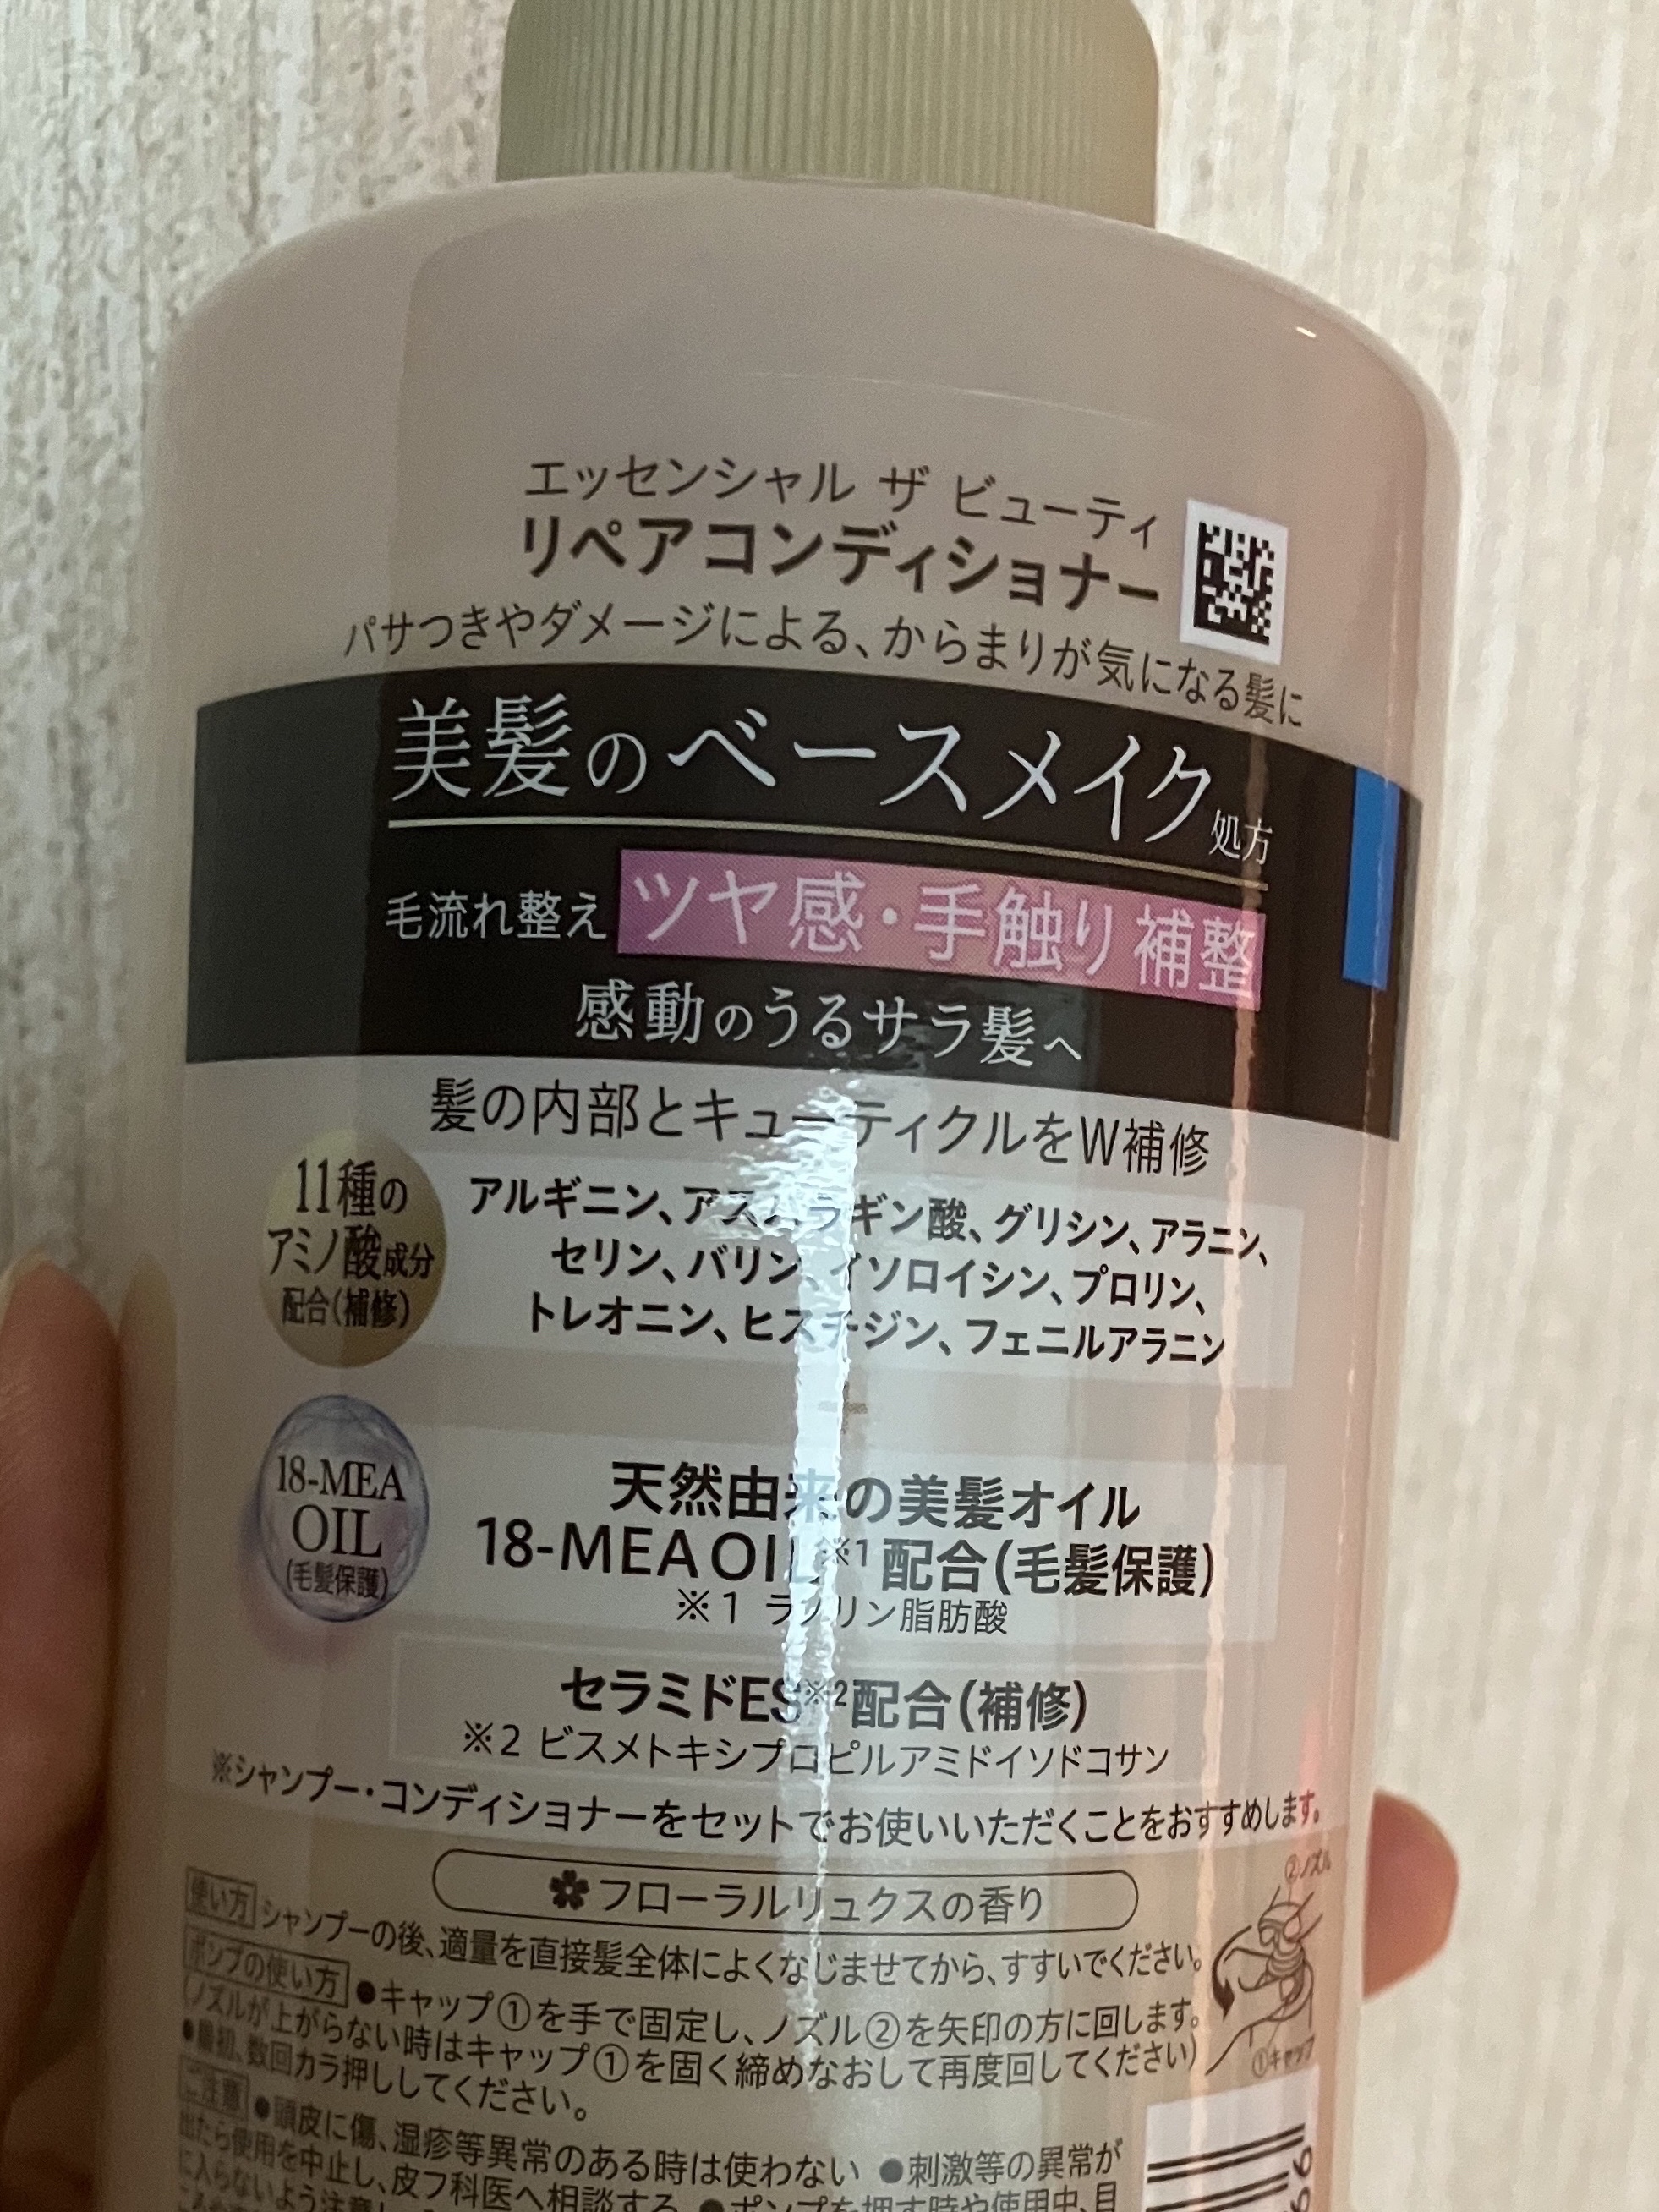 エッセンシャル ザ ビューティ
リペアコンディショナー
パサつきやダメージによる、からまりが気になる髪に
美髪のベースメイク処方
毛流れ整え ツヤ感・手触り補整
感動のうるサラ髪へ
髪の内部とキューティクルをW補修
11種の
アミノ酸成分
配合(補修)
アルギニン、アスパラギン酸、グリシン、アラニン、
セリン、バリン、イソロイシン、プロリン、
トレオニン、ヒスチジン、フェニルアラニン
18-MEA
OIL
(毛髪保護)
天然由来の美髪オイル
18-MEA OIL※1 配合(毛髪保護)
※1 ラノリン脂肪酸
セラミドES※2配合(補修)
※2 ビスメトキシプロピルアミドイソドコサン
※シャンプー・コンディショナーをセットでお使いいただくことをおすすめします。
フローラルリュクスの香り
使い方 シャンプーの後、適量を直接髪全体によくなじませてから、すすいでください。
ポンプの使い方 ●キャップ①を手で固定し、ノズル②を矢印の方に回します。
(ノズルが上がらない時はキャップ①を固く締めなおして再度回してください)
●最初、数回カラ押ししてください。
②ノズル
①キャップ
ご注意 ●頭皮に傷、湿疹等異常のある時は使わない ●刺激等の異常が
出たら使用を中止し、皮フ科医へ相談する ●ポンプを押す時や使用中、目
に入らないよう注意し